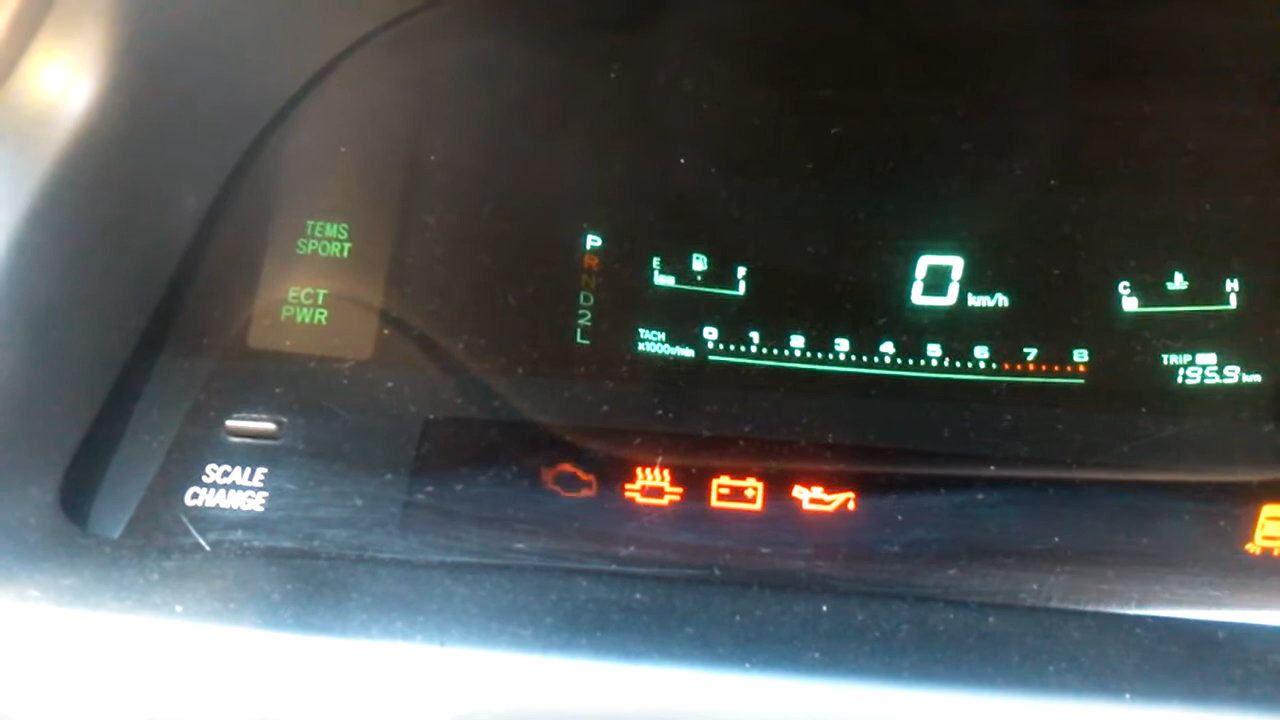 TEMS
SPORT
ECT
PWR
P
R
N
D
2
L
E F
0 km/h
C H
TACH
x1000r/min
0 1 2 3 4 5 6 7 8
TRIP
195.9 km
SCALE
CHANGE